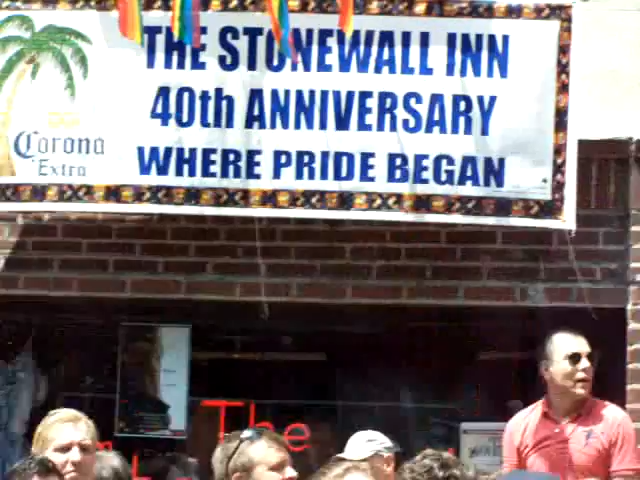 THE STONEWALL INN
40th ANNIVERSARY
WHERE PRIDE BEGAN
Corona
Extra
The